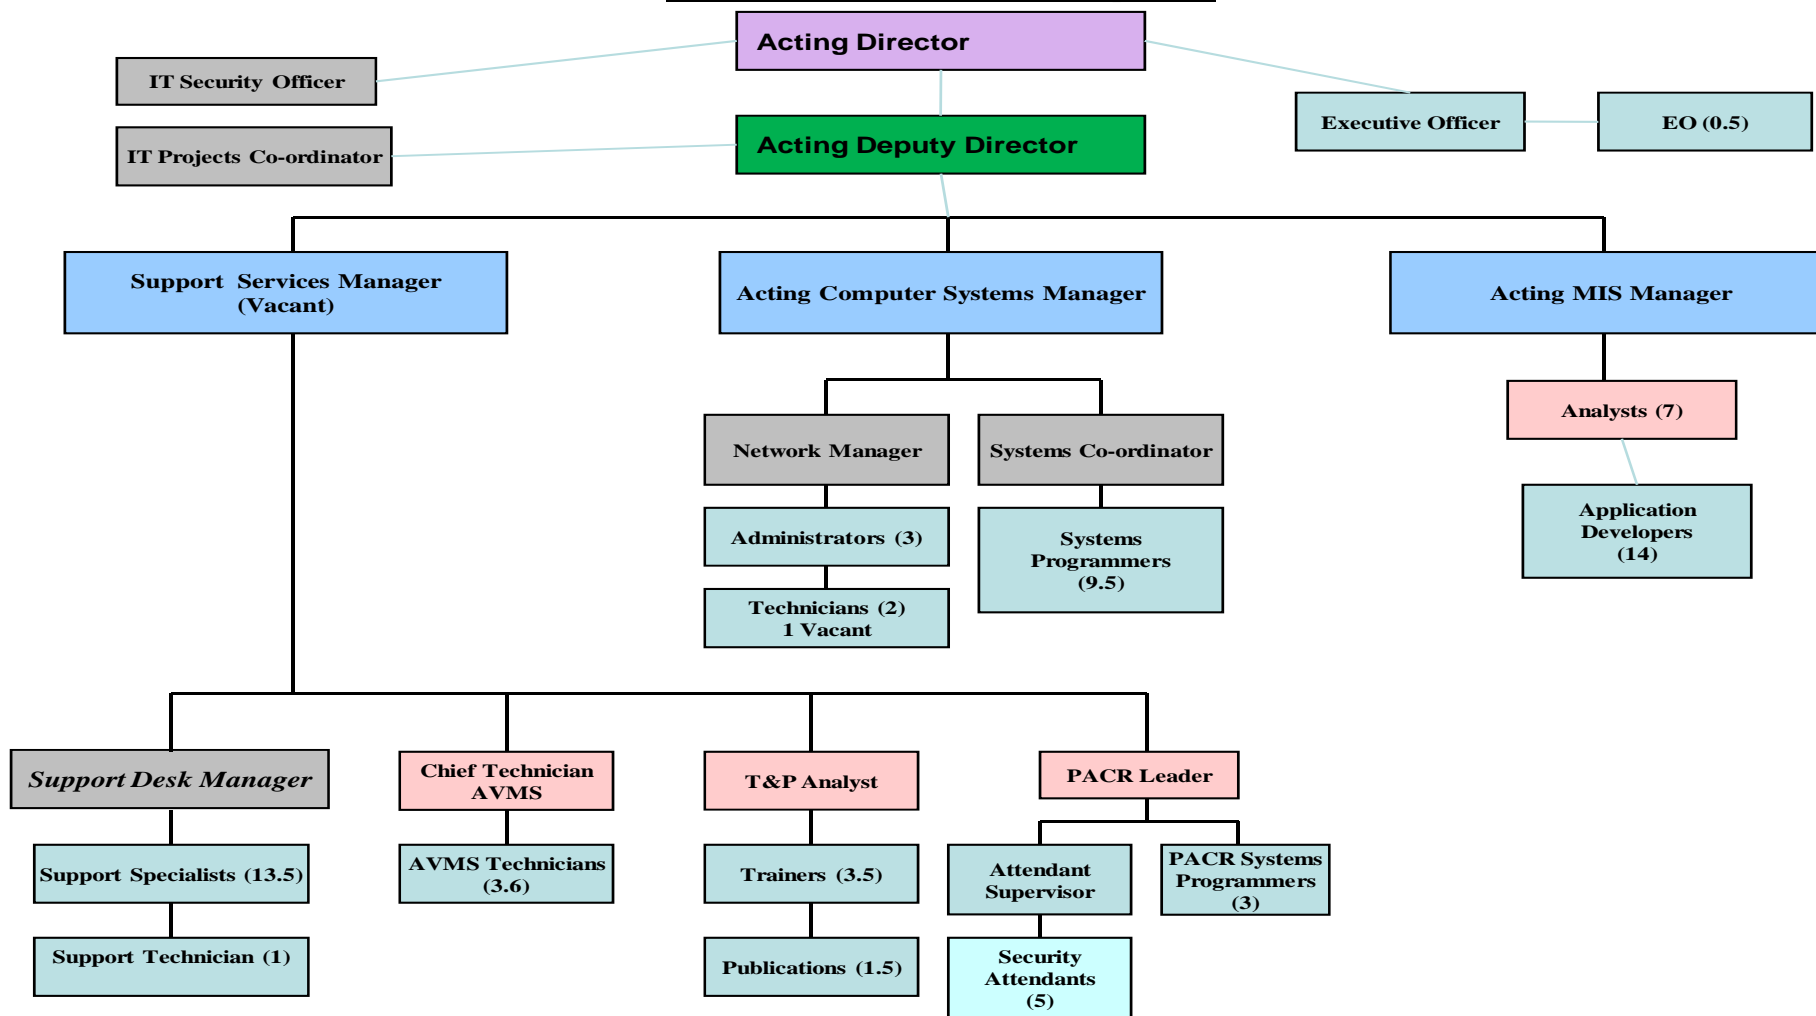 Acting Director
IT Security Officer
Executive Officer
EO (0.5)
IT Projects Co-ordinator
Acting Deputy Director
Support Services Manager
(Vacant)
Acting Computer Systems Manager
Acting MIS Manager
Analysts (7)
Network Manager
Systems Co-ordinator
Application
Developers
(14)
Administrators (3)
Systems
Programmers
(9.5)
Technicians (2)
1 Vacant
Support Desk Manager
Chief Technician
AVMS
T&P Analyst
PACR Leader
Support Specialists (13.5)
AVMS Technicians
(3.6)
Trainers (3.5)
Attendant
Supervisor
PACR Systems
Programmers
(3)
Support Technician (1)
Publications (1.5)
Security
Attendants
(5)